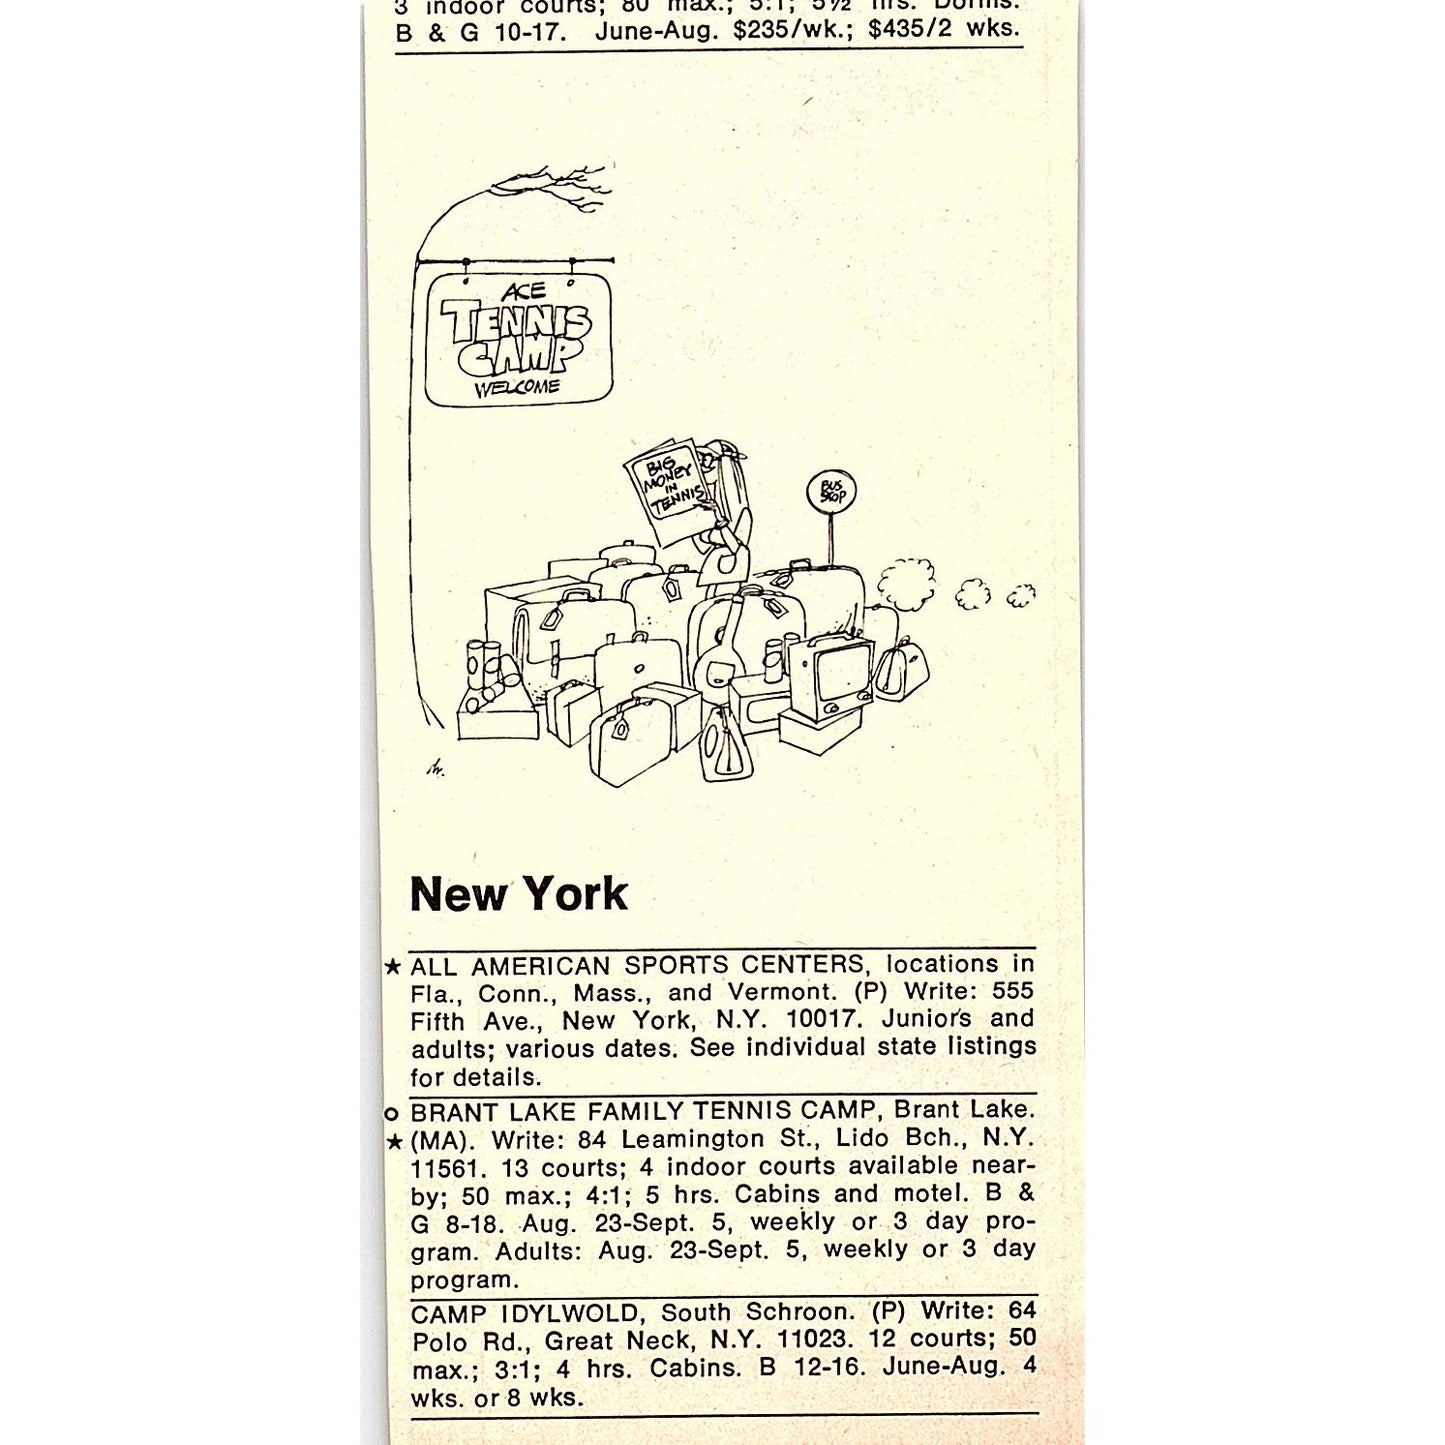 3 indoor courts; 80 max.; 5:1; 5½ hrs. Dorms.
B & G 10-17. June-Aug. $235/wk.; $435/2 wks.
ACE
TENNIS
CAMP
WELCOME
BIG
MONEY
IN
TENNIS
BUS
STOP
New York
★ ALL AMERICAN SPORTS CENTERS, locations in
Fla., Conn., Mass., and Vermont. (P) Write: 555
Fifth Ave., New York, N.Y. 10017. Juniors and
adults; various dates. See individual state listings
for details.
o BRANT LAKE FAMILY TENNIS CAMP, Brant Lake.
★ (MA). Write: 84 Leamington St., Lido Bch., N.Y.
11561. 13 courts; 4 indoor courts available near-
by; 50 max.; 4:1; 5 hrs. Cabins and motel. B &
G 8-18. Aug. 23-Sept. 5, weekly or 3 day pro-
gram. Adults: Aug. 23-Sept. 5, weekly or 3 day
program.
CAMP IDYLWOLD, South Schroon. (P) Write: 64
Polo Rd., Great Neck, N.Y. 11023. 12 courts; 50
max.; 3:1; 4 hrs. Cabins. B 12-16. June-Aug. 4
wks. or 8 wks.